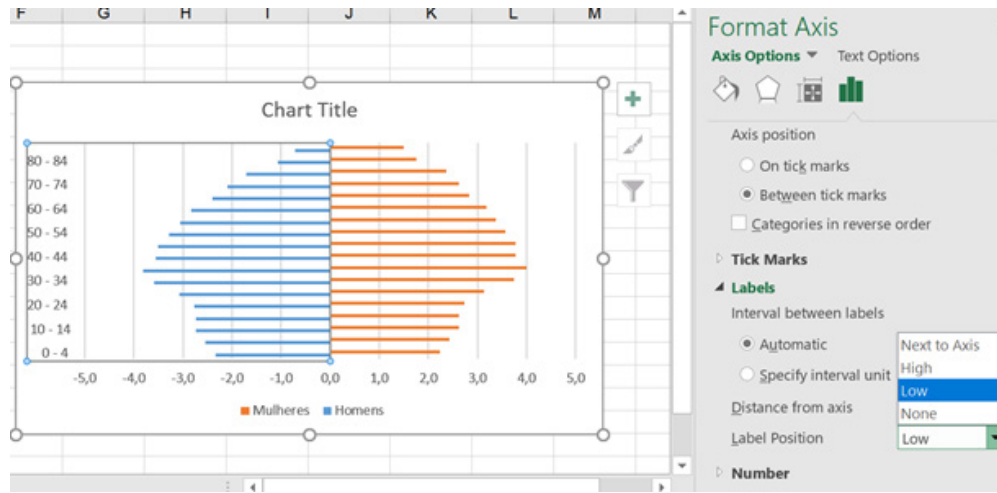 F G H I J K L M
Chart Title
80 - 84
70 - 74
60 - 64
50 - 54
40 - 44
30 - 34
20 - 24
10 - 14
0 - 4
-5,0 -4,0 -3,0 -2,0 -1,0 0,0 1,0 2,0 3,0 4,0 5,0
Mulheres Homens
Format Axis
Axis Options Text Options
Axis position
On tick marks
Between tick marks
Categories in reverse order
Tick Marks
Labels
Interval between labels
Automatic
Specify interval unit
Next to Axis
High
Low
None
Distance from axis
Label Position Low
Number